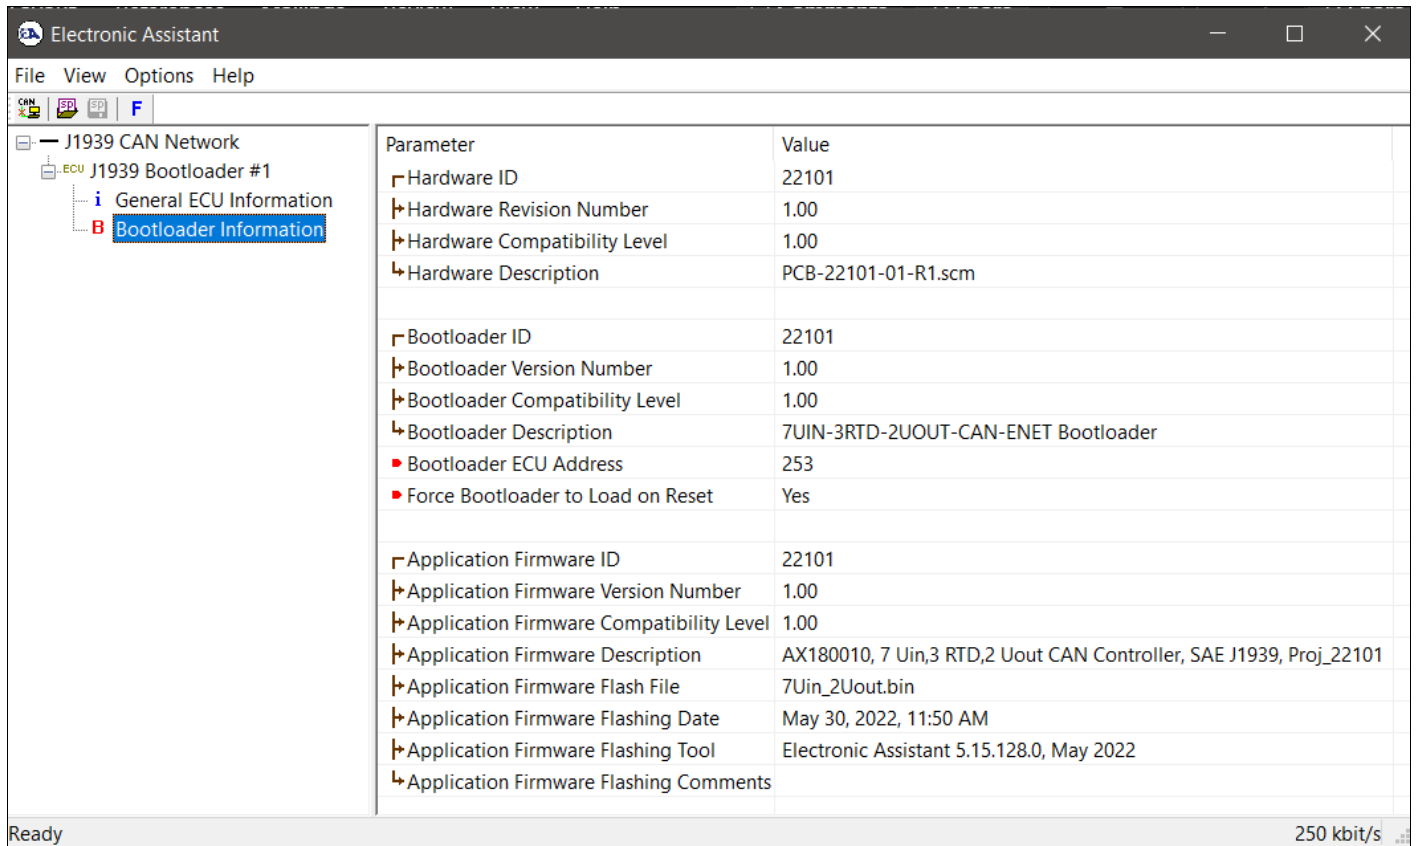 Electronic Assistant
File View Options Help
CAN SP SP F
J1939 CAN Network
ECU J1939 Bootloader #1
i General ECU Information
B Bootloader Information
Parameter Value
Hardware ID 22101
Hardware Revision Number 1.00
Hardware Compatibility Level 1.00
Hardware Description PCB-22101-01-R1.scm
Bootloader ID 22101
Bootloader Version Number 1.00
Bootloader Compatibility Level 1.00
Bootloader Description 7UIN-3RTD-2UOUT-CAN-ENET Bootloader
Bootloader ECU Address 253
Force Bootloader to Load on Reset Yes
Application Firmware ID 22101
Application Firmware Version Number 1.00
Application Firmware Compatibility Level 1.00
Application Firmware Description AX180010, 7 Uin,3 RTD,2 Uout CAN Controller, SAE J1939, Proj_22101
Application Firmware Flash File 7Uin_2Uout.bin
Application Firmware Flashing Date May 30, 2022, 11:50 AM
Application Firmware Flashing Tool Electronic Assistant 5.15.128.0, May 2022
Application Firmware Flashing Comments
Ready 250 kbit/s